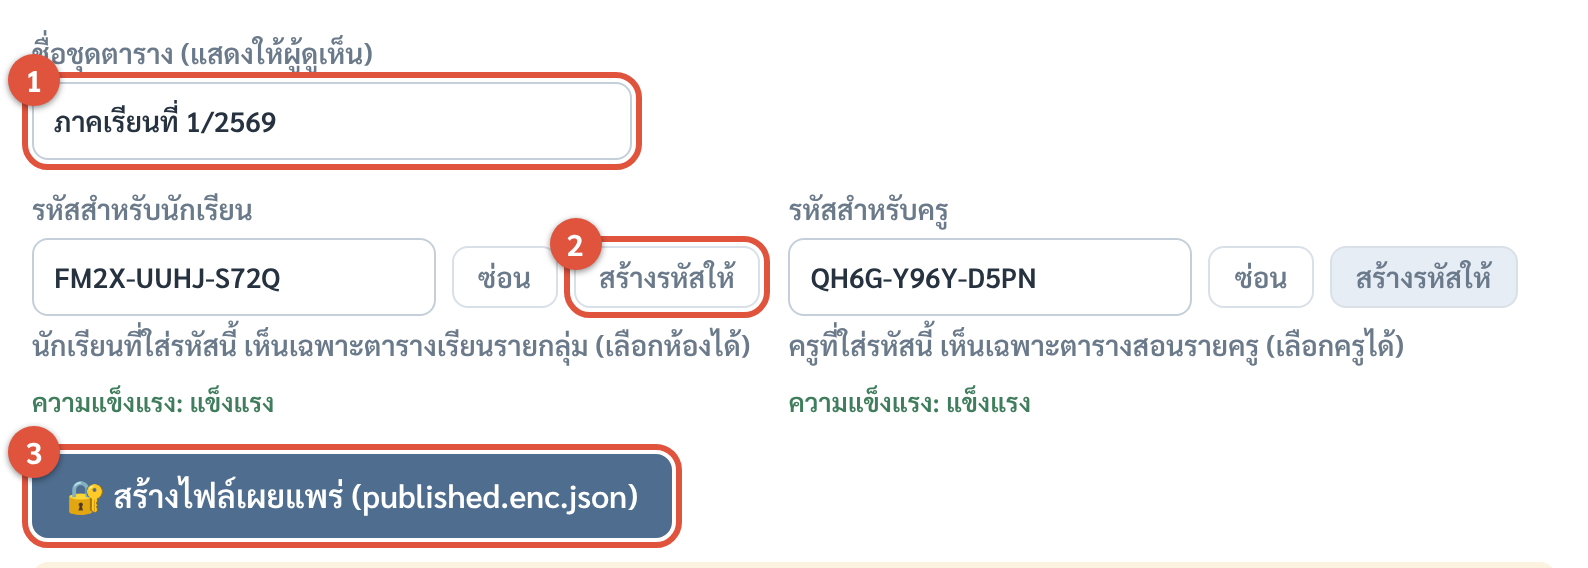 ชื่อชุดตาราง (แสดงให้ผู้ดูเห็น)
1
ภาคเรียนที่ 1/2569
รหัสสำหรับนักเรียน
รหัสสำหรับครู
2
FM2X-UUHJ-S72Q ซ่อน สร้างรหัสให้ QH6G-Y96Y-D5PN ซ่อน สร้างรหัสให้
นักเรียนที่ใส่รหัสนี้ เห็นเฉพาะตารางเรียนรายกลุ่ม (เลือกห้องได้)
ครูที่ใส่รหัสนี้ เห็นเฉพาะตารางสอนรายครู (เลือกครูได้)
ความแข็งแรง: แข็งแรง
ความแข็งแรง: แข็งแรง
3
🔐 สร้างไฟล์เผยแพร่ (published.enc.json)